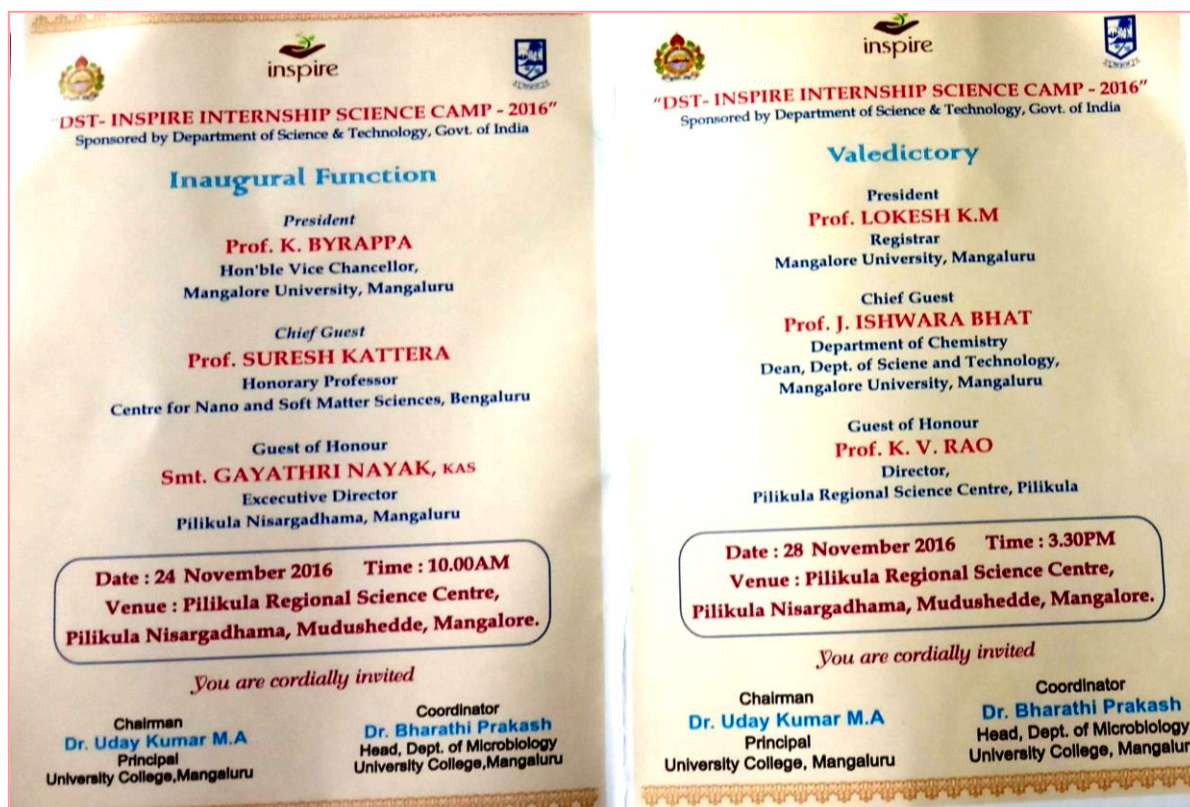 inspire
"DST- INSPIRE INTERNSHIP SCIENCE CAMP - 2016"
Sponsored by Department of Science & Technology, Govt. of India
Inaugural Function
President
Prof. K. BYRAPPA
Hon'ble Vice Chancellor,
Mangalore University, Mangaluru
Chief Guest
Prof. SURESH KATTERA
Honorary Professor
Centre for Nano and Soft Matter Sciences, Bengaluru
Guest of Honour
Smt. GAYATHRI NAYAK, KAS
Excecutive Director
Pilikula Nisargadhama, Mangaluru
Date : 24 November 2016 Time : 10.00AM
Venue : Pilikula Regional Science Centre,
Pilikula Nisargadhama, Mudushedde, Mangalore.
You are cordially invited
Chairman
Dr. Uday Kumar M.A
Principal
University College,Mangaluru
Coordinator
Dr. Bharathi Prakash
Head, Dept. of Microbiology
University College,Mangaluru
inspire
"DST- INSPIRE INTERNSHIP SCIENCE CAMP - 2016"
Sponsored by Department of Science & Technology, Govt. of India
Valedictory
President
Prof. LOKESH K.M
Registrar
Mangalore University, Mangaluru
Chief Guest
Prof. J. ISHWARA BHAT
Department of Chemistry
Dean, Dept. of Sciene and Technology,
Mangalore University, Mangaluru
Guest of Honour
Prof. K. V. RAO
Director,
Pilikula Regional Science Centre, Pilikula
Date : 28 November 2016 Time : 3.30PM
Venue : Pilikula Regional Science Centre,
Pilikula Nisargadhama, Mudushedde, Mangalore.
You are cordially invited
Chairman
Dr. Uday Kumar M.A
Principal
University College, Mangaluru
Coordinator
Dr. Bharathi Prakash
Head, Dept. of Microbiology
University College, Mangalur